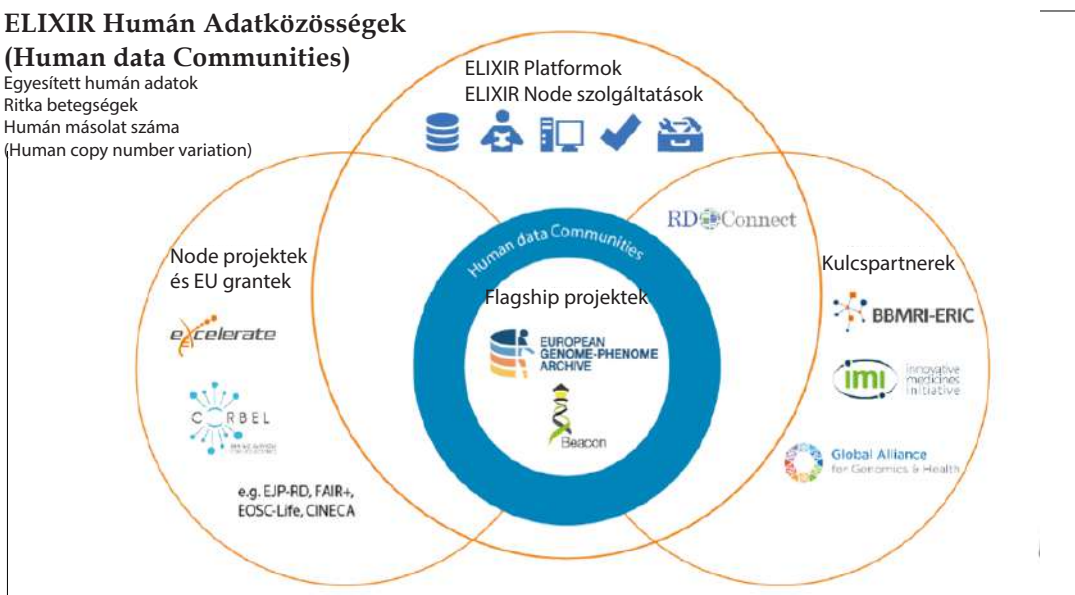 ELIXIR Humán Adatközösségek
(Human data Communities)
Egyesített humán adatok
Ritka betegségek
Humán másolat száma
(Human copy number variation)
ELIXIR Platformok
ELIXIR Node szolgáltatások
Node projektek
és EU grantek
excelerate
CORBEL
e.g. EJP-RD, FAIR+,
EOSC-Life, CINECA
Human data Communities
Flagship projektek
EUROPEAN
GENOME-PHENOME
ARCHIVE
Beacon
RD Connect
Kulcspartnerek
BBMRI-ERIC
imi
innovative
medicines
initiative
Global Alliance
for Genomics & Health